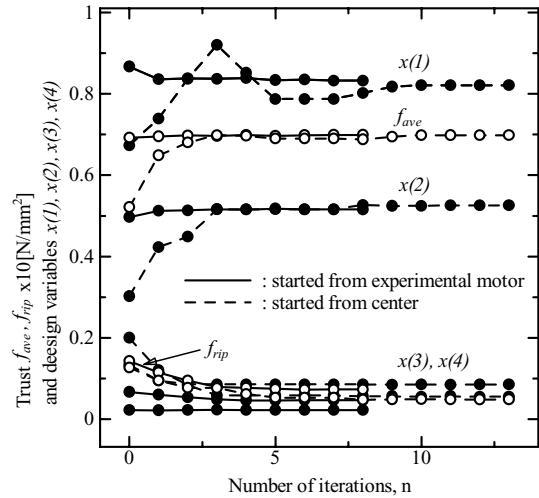 Trust f_ave, f_rip x10[N/mm²]
and deesign variables x(1), x(2), x(3), x(4)
1
0.8
0.6
0.4
0.2
0
x(1)
f_ave
x(2)
: started from experimental motor
: started from center
f_rip
x(3), x(4)
0 5 10
Number of iterations, n